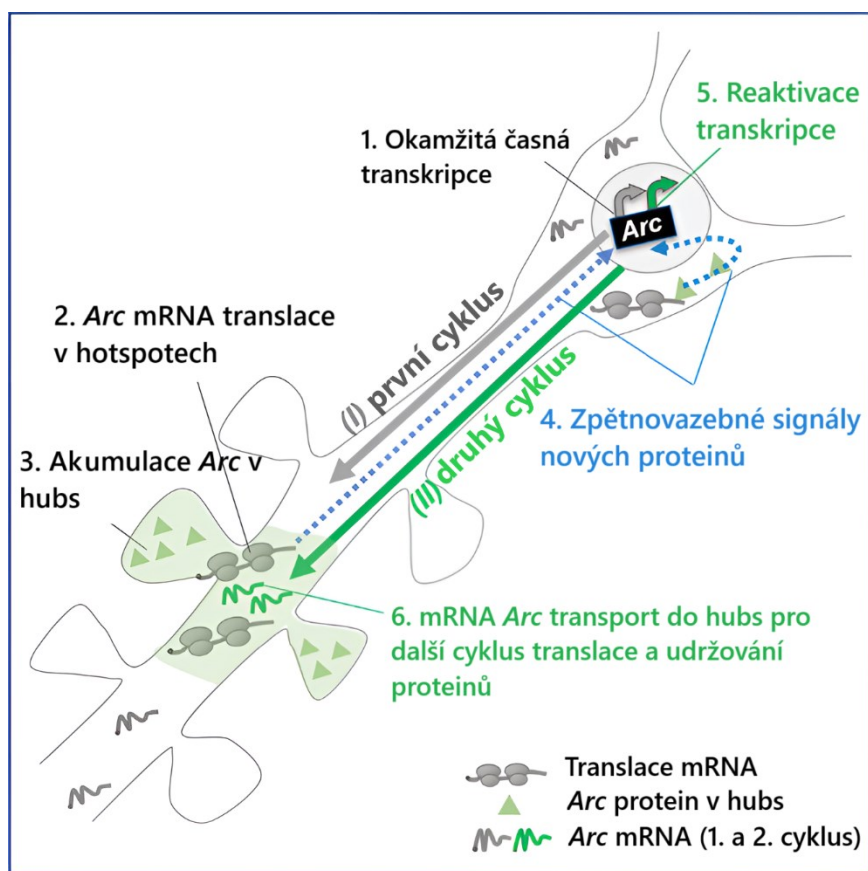 5. Reaktivace
transkripce
1. Okamžitá časná
transkripce
Arc
2. Arc mRNA translace
v hotspotech
(I) první cyklus
(II) druhý cyklus
4. Zpětnovazebné signály
nových proteinů
3. Akumulace Arc v
hubs
6. mRNA Arc transport do hubs pro
další cyklus translace a udržování
proteinů
Translace mRNA
Arc protein v hubs
Arc mRNA (1. a 2. cyklus)